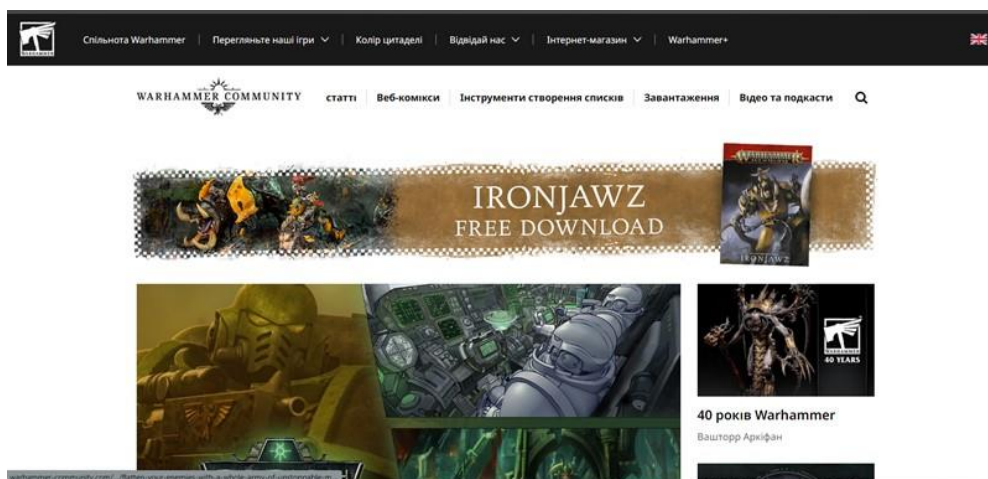 Спільнота Warhammer | Перегляньте наші ігри | Колір цитаделі | Відвідай нас | Інтернет-магазин | Warhammer+
WARHAMMER COMMUNITY статті Веб-комікси Інструменти створення списків Завантаження Відео та подкасти
IRONJAWZ
FREE DOWNLOAD
IRONJAWZ
WARHAMMER
40 YEARS
40 років Warhammer
Вашторр Аркіфан